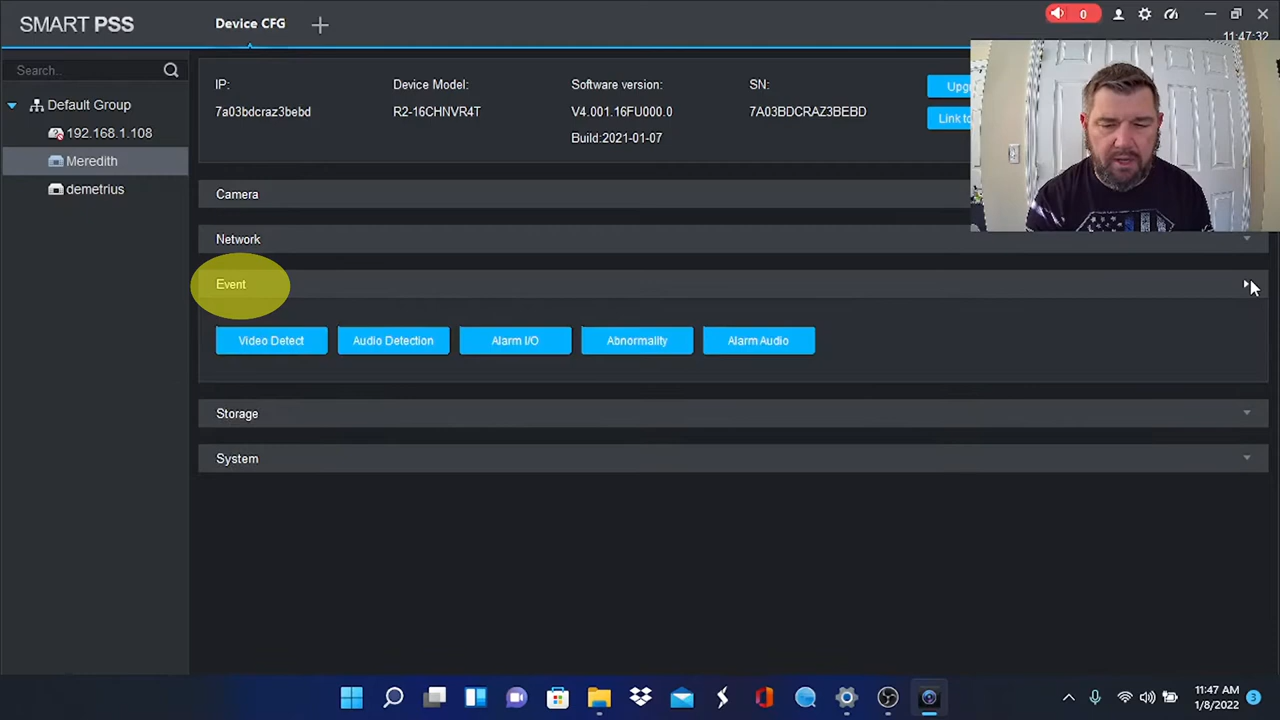 SMART PSS
Device CFG
0
11:47:32
Search...
Default Group
192.168.1.108
Meredith
demetrius
IP:
7a03bdcraz3bebd
Device Model:
R2-16CHNVR4T
Software version:
V4.001.16FU000.0
Build:2021-01-07
SN:
7A03BDCRAZ3BEBD
Link
Camera
Network
Event
Video Detect
Audio Detection
Alarm I/O
Abnormality
Alarm Audio
Storage
System
11:47 AM
1/8/2022
3